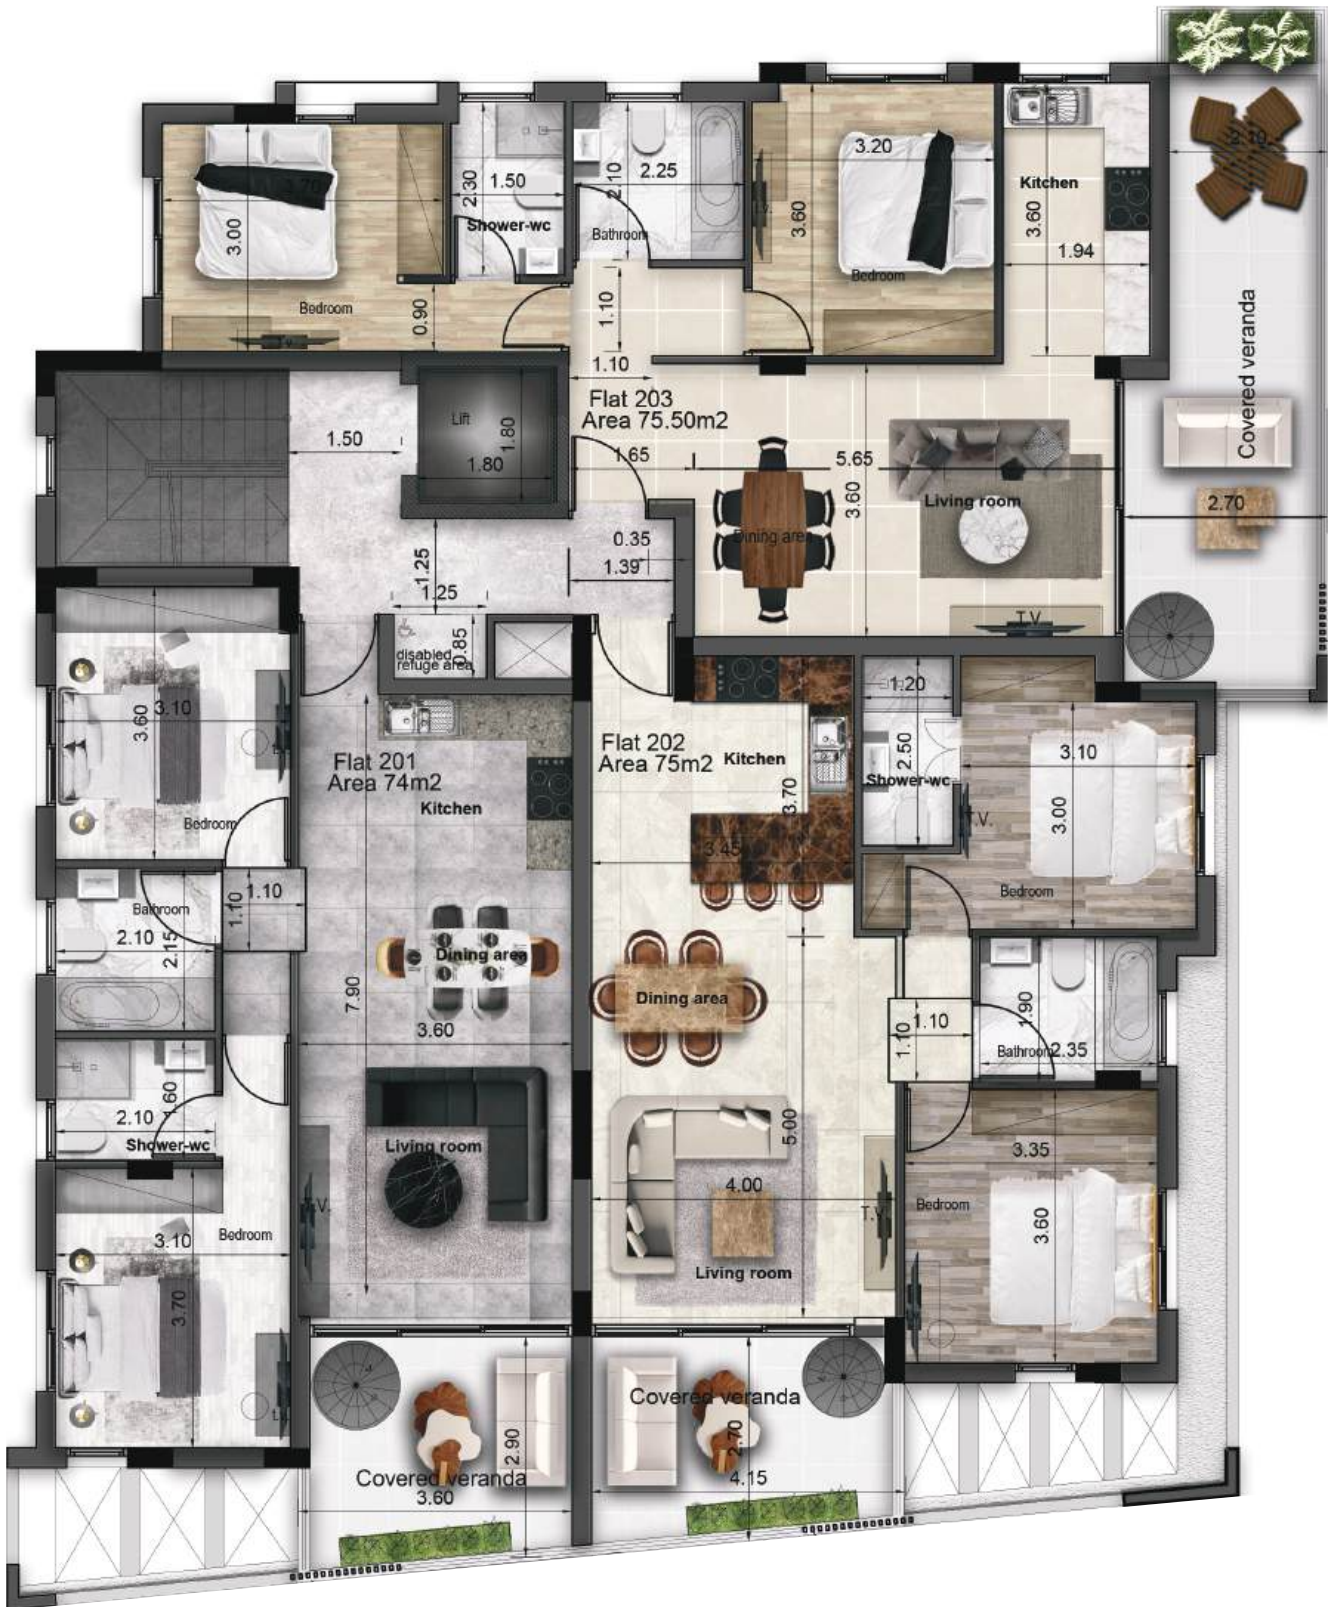 3.70
3.00
Bedroom
0.90
2.30
1.50
Shower-wc
2.10
2.25
Bathroom
1.10
1.10
3.20
3.60
Bedroom
Kitchen
3.60
1.94
Covered veranda
2.70
Lift
1.80
1.80
1.50
Flat 203
Area 75.50m2
1.65
5.65
3.60
Living room
Dining area
T.V.
0.35
1.39
1.25
1.25
disabled
refuge area
0.85
3.60
3.10
Bedroom
Flat 201
Area 74m2
Kitchen
Flat 202
Area 75m2
Kitchen
3.70
3.45
1.20
2.50
Shower-wc
3.10
3.00
T.V.
Bedroom
1.10
1.10
Bathroom
2.10
2.15
Dining area
7.90
3.60
Dining area
1.10
1.10
1.90
Bathroom
2.35
2.10
1.60
Shower-wc
Living room
T.V.
5.00
4.00
T.V.
Living room
3.35
Bedroom
3.60
Bedroom
3.10
3.70
Covered veranda
2.90
3.60
Covered veranda
2.70
4.15